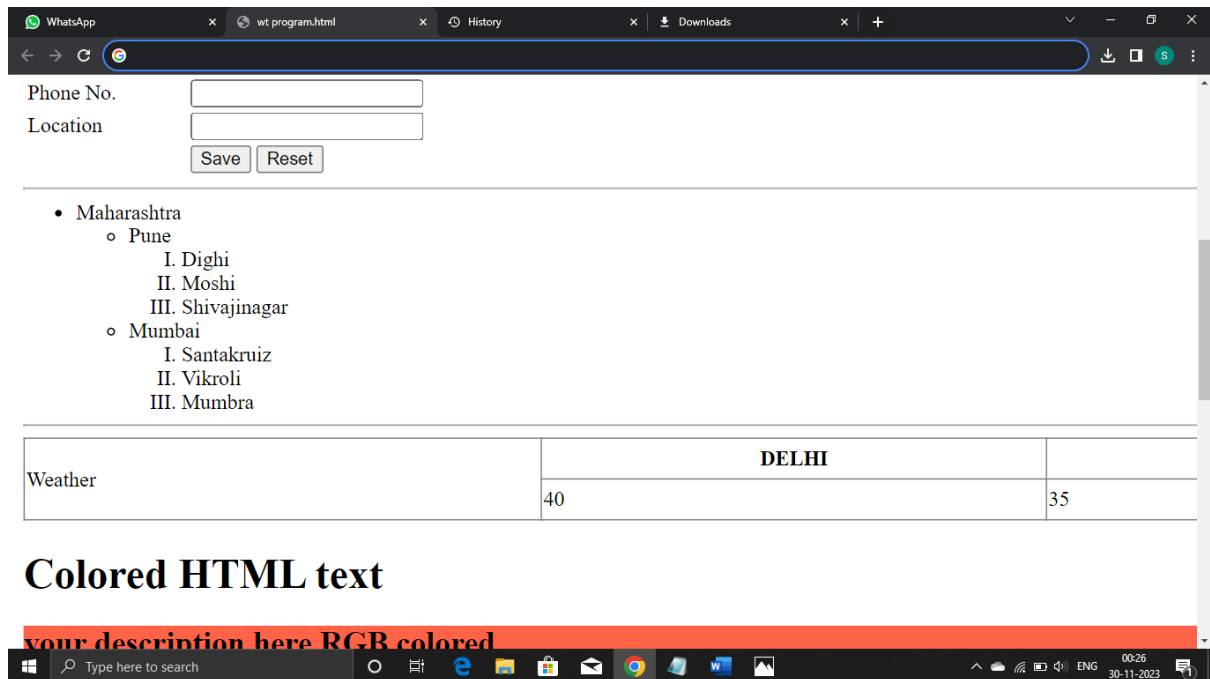 WhatsApp wt program.html History Downloads
Phone No.
Location
Save Reset
• Maharashtra
○ Pune
I. Dighi
II. Moshi
III. Shivajinagar
○ Mumbai
I. Santakruiz
II. Vikroli
III. Mumbra
Weather DELHI
40 35
Colored HTML text
your description here RGB colored
Type here to search ENG 00:26
30-11-2023